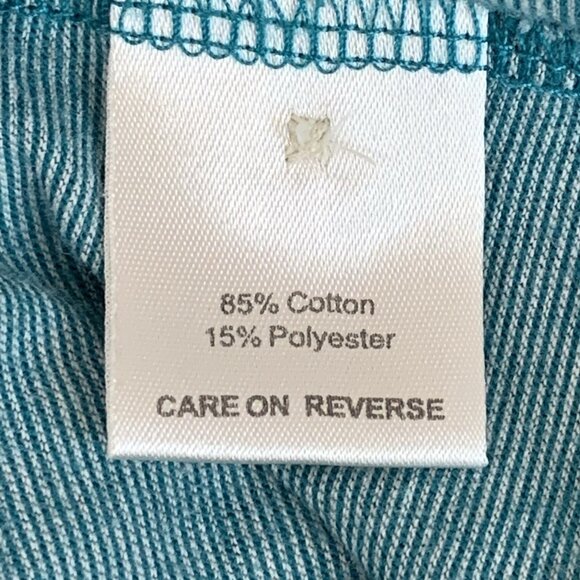 85% Cotton
15% Polyester
CARE ON REVERSE